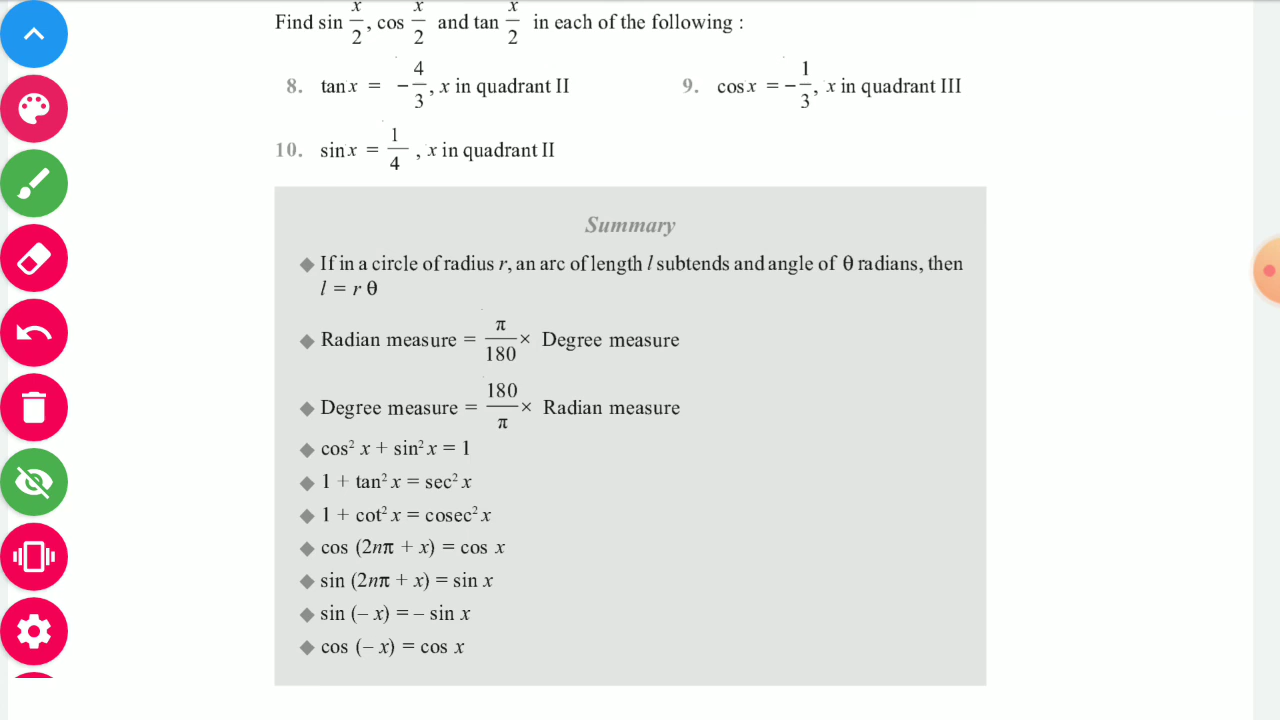 Find sin x/2, cos x/2 and tan x/2 in each of the following :
8. tan x = −4/3, x in quadrant II
9. cos x = −1/3, x in quadrant III
10. sin x = 1/4 , x in quadrant II
Summary
◆ If in a circle of radius r, an arc of length l subtends and angle of θ radians, then
l = r θ
◆ Radian measure = π/180 × Degree measure
◆ Degree measure = 180/π × Radian measure
◆ cos² x + sin² x = 1
◆ 1 + tan² x = sec² x
◆ 1 + cot² x = cosec² x
◆ cos (2nπ + x) = cos x
◆ sin (2nπ + x) = sin x
◆ sin (– x) = – sin x
◆ cos (– x) = cos x